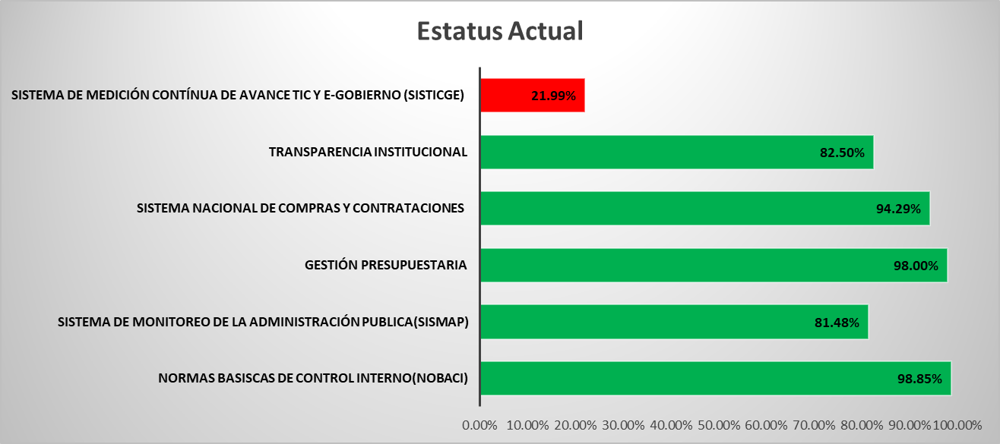 Estatus Actual
SISTEMA DE MEDICIÓN CONTÍNUA DE AVANCE TIC Y E-GOBIERNO (SISTICGE)
21.99%
TRANSPARENCIA INSTITUCIONAL
82.50%
SISTEMA NACIONAL DE COMPRAS Y CONTRATACIONES
94.29%
GESTIÓN PRESUPUESTARIA
98.00%
SISTEMA DE MONITOREO DE LA ADMINISTRACIÓN PUBLICA(SISMAP)
81.48%
NORMAS BASISCAS DE CONTROL INTERNO(NOBACI)
98.85%
0.00% 10.00% 20.00% 30.00% 40.00% 50.00% 60.00% 70.00% 80.00% 90.00% 100.00%